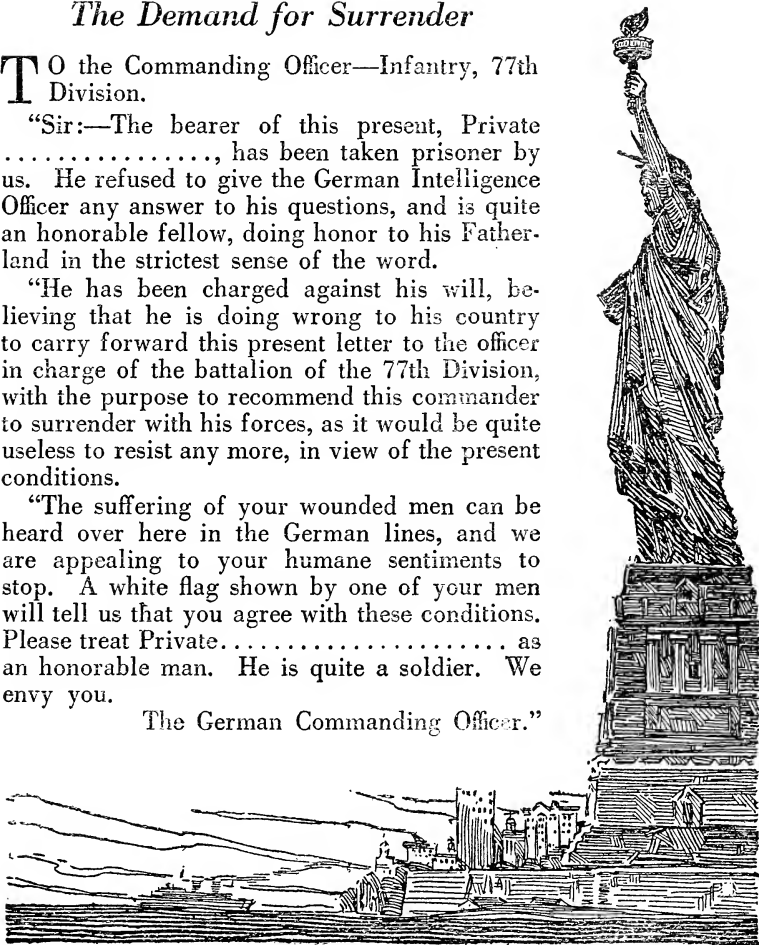 The Demand for Surrender
TO the Commanding Officer—Infantry, 77th
Division.
“Sir:—The bearer of this present, Private
................, has been taken prisoner by
us. He refused to give the German Intelligence
Officer any answer to his questions, and is quite
an honorable fellow, doing honor to his Father-
land in the strictest sense of the word.
“He has been charged against his will, be-
lieving that he is doing wrong to his country
to carry forward this present letter to the officer
in charge of the battalion of the 77th Division,
with the purpose to recommend this commander
to surrender with his forces, as it would be quite
useless to resist any more, in view of the present
conditions.
“The suffering of your wounded men can be
heard over here in the German lines, and we
are appealing to your humane sentiments to
stop. A white flag shown by one of your men
will tell us that you agree with these conditions.
Please treat Private...................... as
an honorable man. He is quite a soldier. We
envy you.
The German Commanding Officer.”